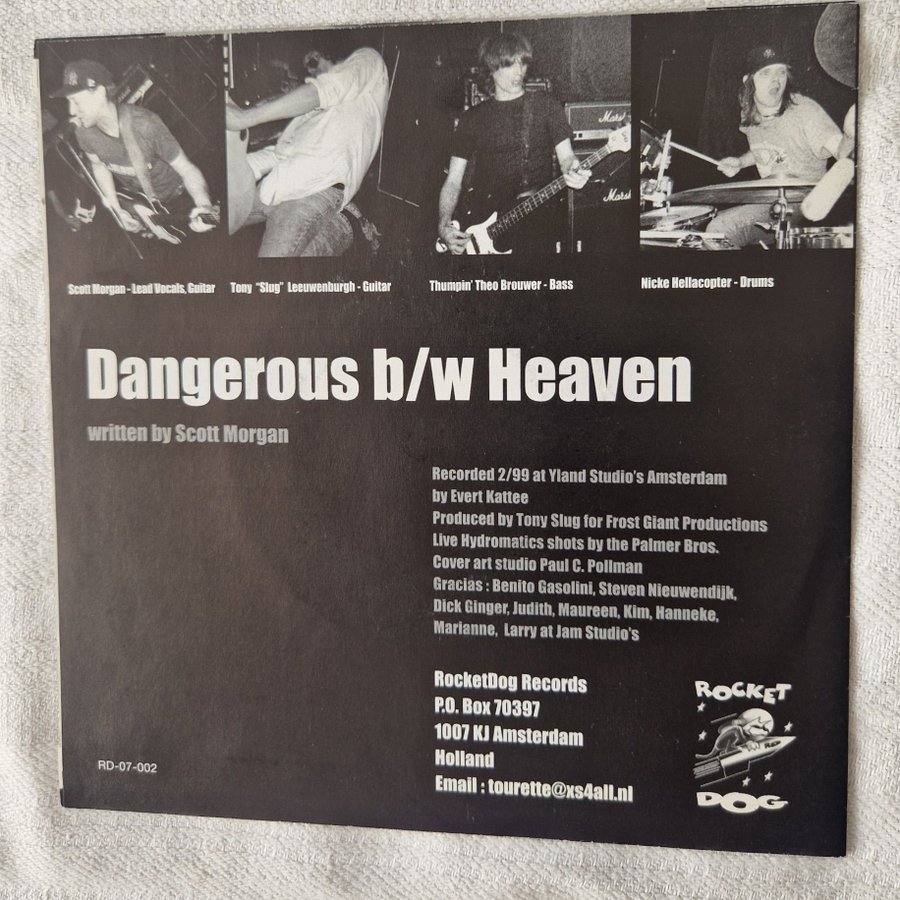 Marshall
Marshall
Scott Morgan - Lead Vocals, Guitar
Tony "Slug" Leeuwenburgh - Guitar
Thumpin' Theo Brouwer - Bass
Nicke Hellacopter - Drums
Dangerous b/w Heaven
written by Scott Morgan
Recorded 2/99 at Yland Studio's Amsterdam
by Evert Kattee
Produced by Tony Slug for Frost Giant Productions
Live Hydromatics shots by the Palmer Bros.
Cover art studio Paul C. Pollman
Gracias : Benito Gasolini, Steven Nieuwendijk,
Dick Ginger, Judith, Maureen, Kim, Hanneke,
Marianne, Larry at Jam Studio's
RocketDog Records
P.O. Box 70397
1007 KJ Amsterdam
Holland
Email : tourette@xs4all.nl
ROCKET
DOG
RD-07-002